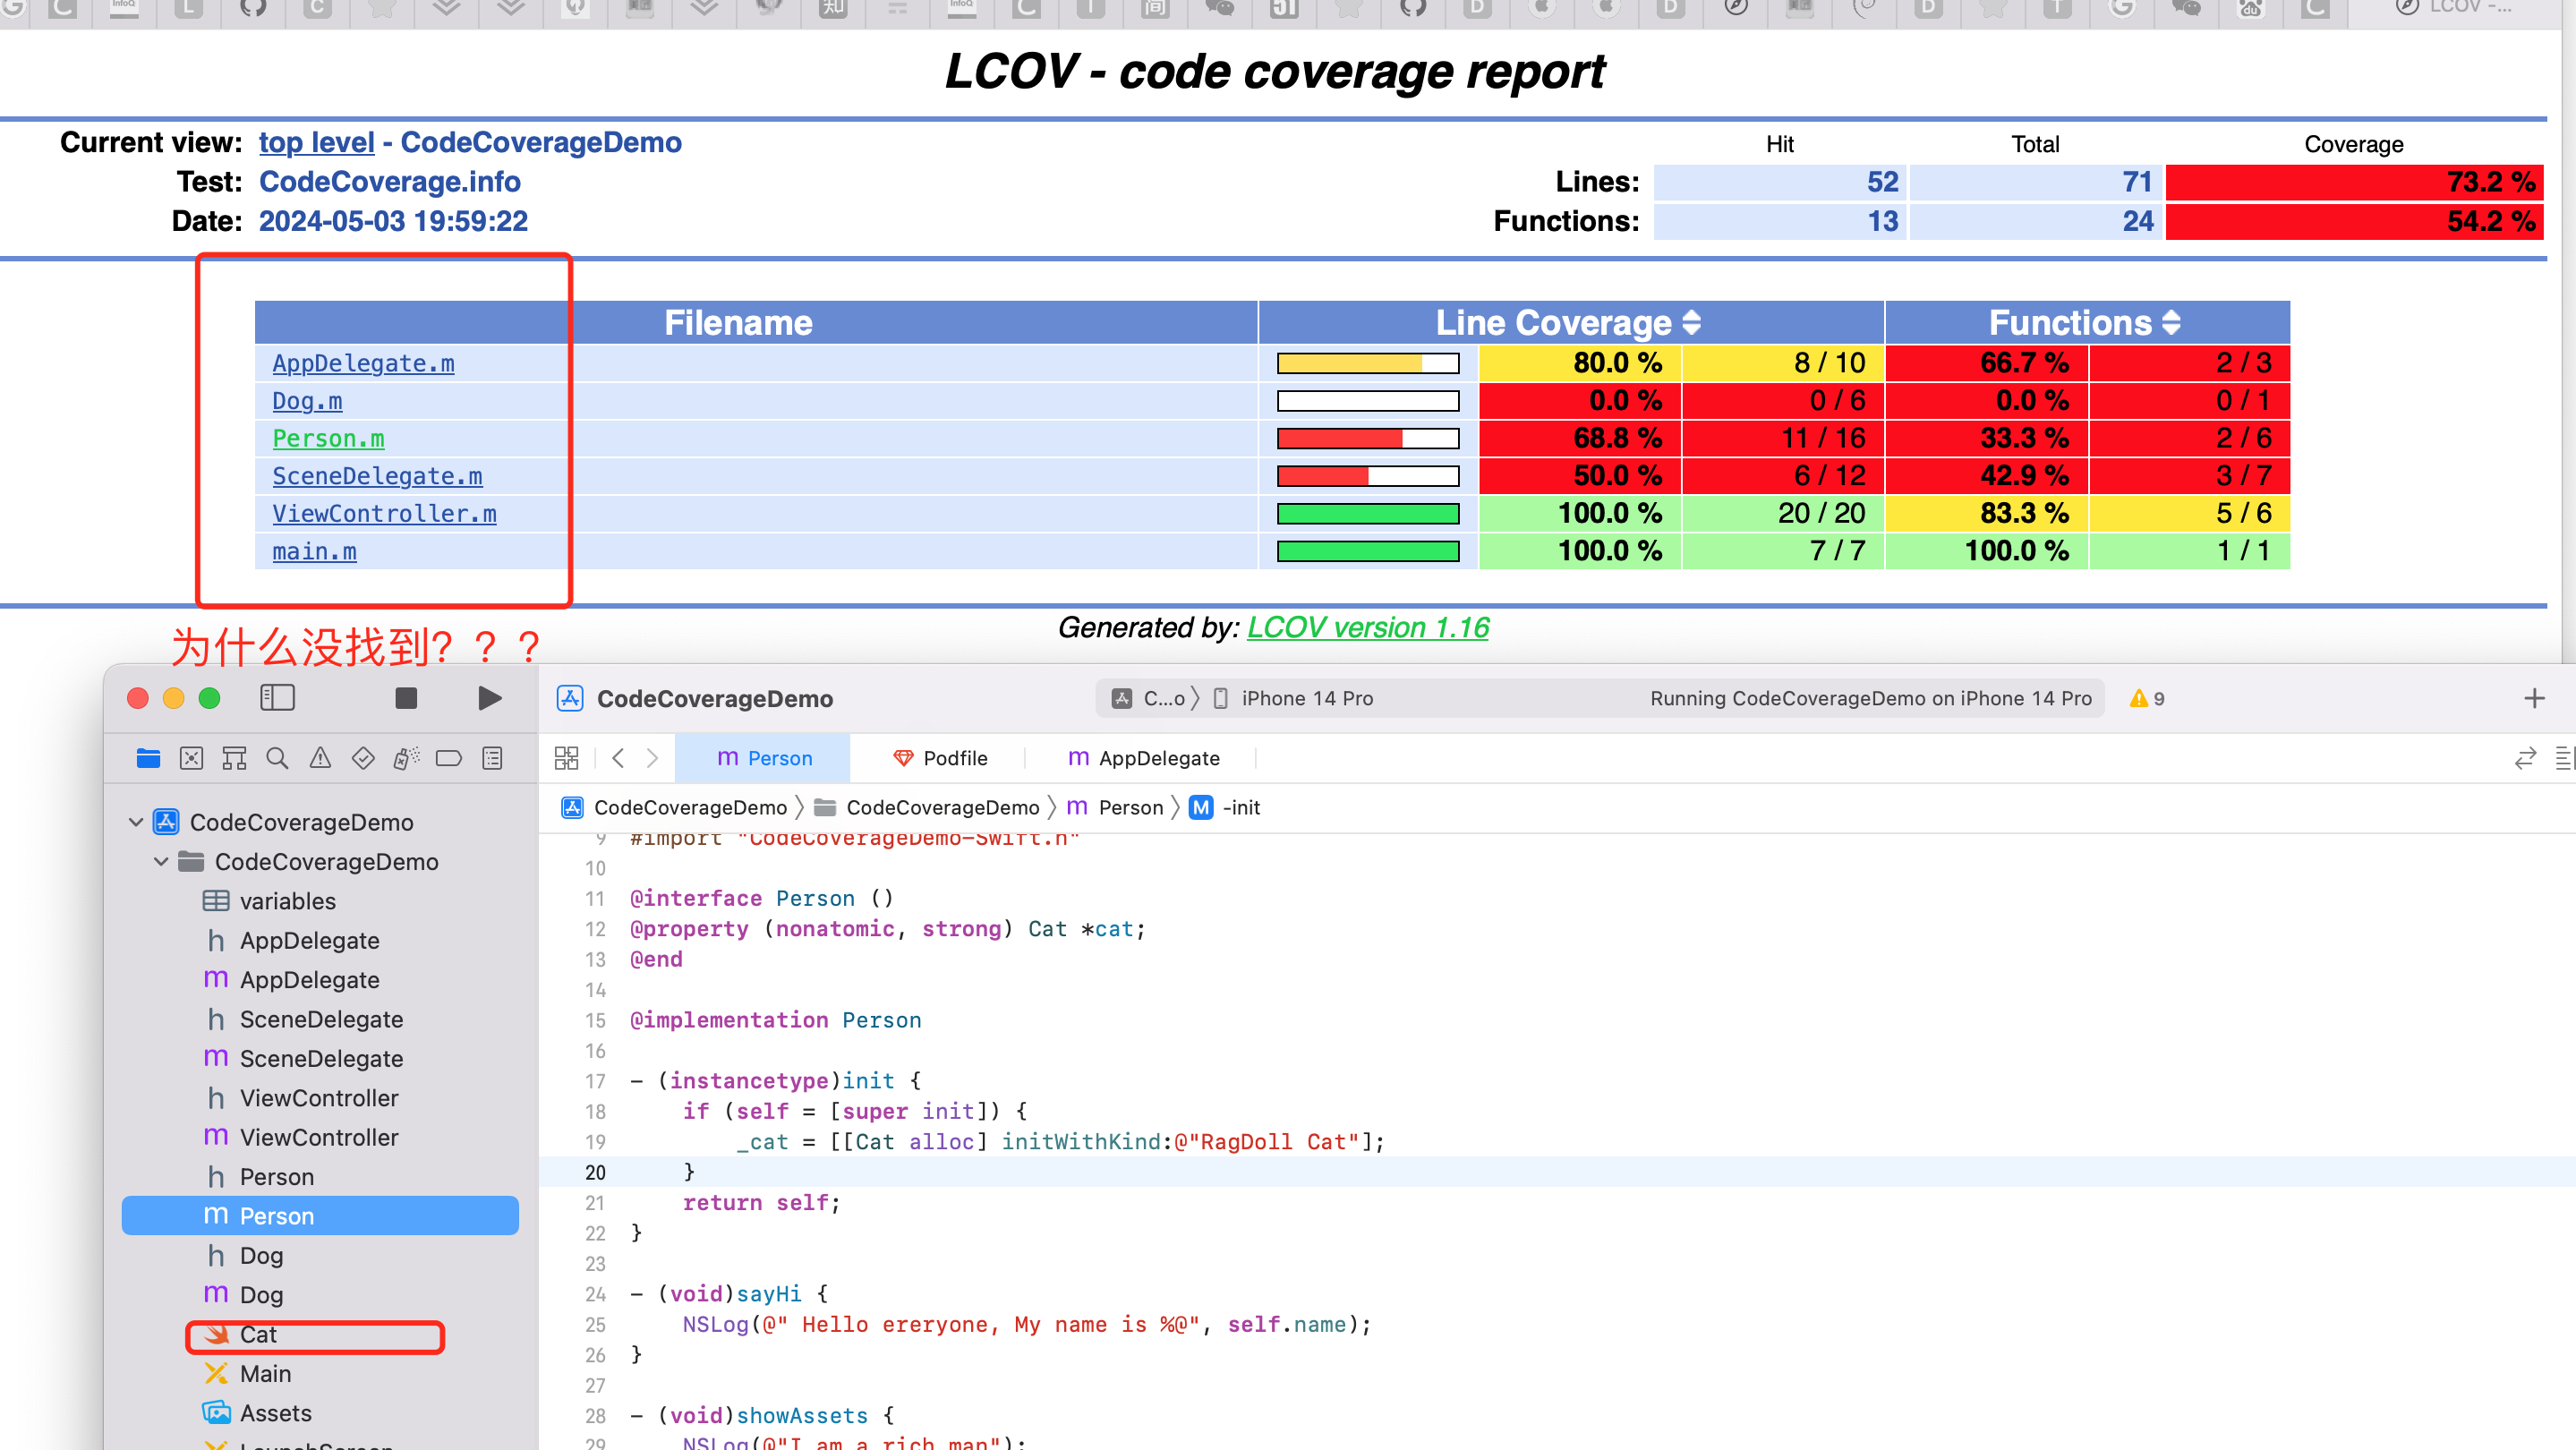 LCOV -...
LCOV - code coverage report
Current view: top level - CodeCoverageDemo
Hit Total Coverage
Test: CodeCoverage.info
Lines: 52 71 73.2 %
Date: 2024-05-03 19:59:22
Functions: 13 24 54.2 %
Filename Line Coverage Functions
AppDelegate.m 80.0 % 8 / 10 66.7 % 2 / 3
Dog.m 0.0 % 0 / 6 0.0 % 0 / 1
Person.m 68.8 % 11 / 16 33.3 % 2 / 6
SceneDelegate.m 50.0 % 6 / 12 42.9 % 3 / 7
ViewController.m 100.0 % 20 / 20 83.3 % 5 / 6
main.m 100.0 % 7 / 7 100.0 % 1 / 1
Generated by: LCOV version 1.16
为什么没找到？？？
CodeCoverageDemo
C...o 〉 iPhone 14 Pro
Running CodeCoverageDemo on iPhone 14 Pro
9
m Person
Podfile
m AppDelegate
CodeCoverageDemo 〉 CodeCoverageDemo 〉 m Person 〉 M -init
CodeCoverageDemo
CodeCoverageDemo
variables
h AppDelegate
m AppDelegate
h SceneDelegate
m SceneDelegate
h ViewController
m ViewController
h Person
m Person
h Dog
m Dog
Cat
Main
Assets
LaunchScreen
9 #import "CodeCoverageDemo-Swift.h"
10
11 @interface Person ()
12 @property (nonatomic, strong) Cat *cat;
13 @end
14
15 @implementation Person
16
17 - (instancetype)init {
18 if (self = [super init]) {
19 _cat = [[Cat alloc] initWithKind:@"RagDoll Cat"];
20 }
21 return self;
22 }
23
24 - (void)sayHi {
25 NSLog(@" Hello ereryone, My name is %@", self.name);
26 }
27
28 - (void)showAssets {
29 NSLog(@"I am a rich man");